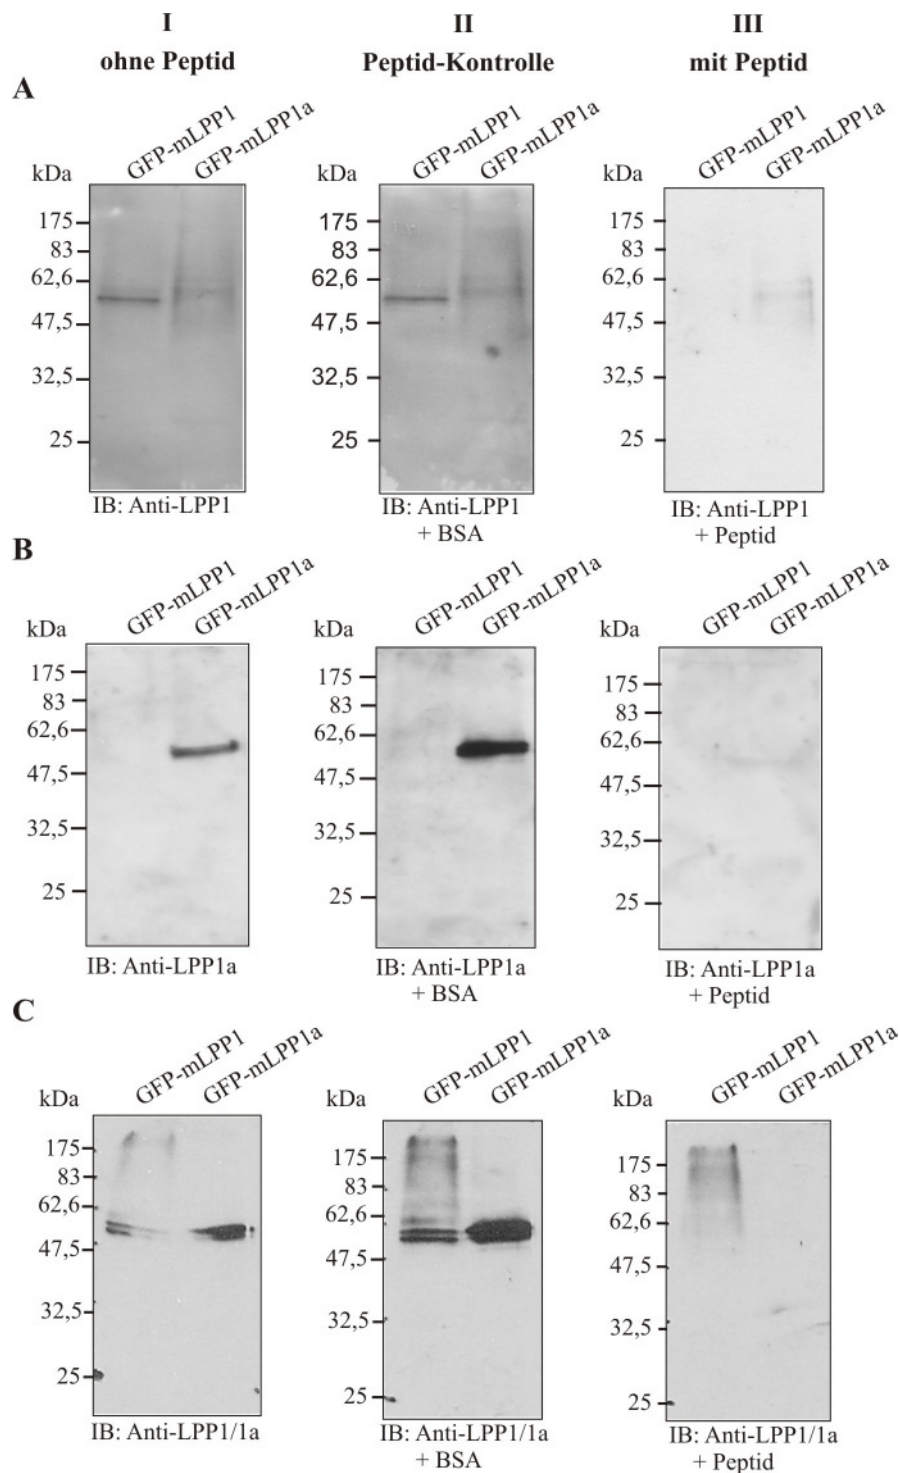 I
II
III
ohne Peptid
Peptid-Kontrolle
mit Peptid
A
GFP-mLPP1
GFP-mLPP1a
GFP-mLPP1
GFP-mLPP1a
GFP-mLPP1
GFP-mLPP1a
kDa
kDa
kDa
175
83
62,6
47,5
32,5
25
175
83
62,6
47,5
32,5
25
175
83
62,6
47,5
32,5
25
IB: Anti-LPP1
IB: Anti-LPP1
+ BSA
IB: Anti-LPP1
+ Peptid
B
GFP-mLPP1
GFP-mLPP1a
GFP-mLPP1
GFP-mLPP1a
GFP-mLPP1
GFP-mLPP1a
kDa
kDa
kDa
175
83
62,6
47,5
32,5
25
175
83
62,6
47,5
32,5
25
175
83
62,6
47,5
32,5
25
IB: Anti-LPP1a
IB: Anti-LPP1a
+ BSA
IB: Anti-LPP1a
+ Peptid
C
GFP-mLPP1
GFP-mLPP1a
GFP-mLPP1
GFP-mLPP1a
GFP-mLPP1
GFP-mLPP1a
kDa
kDa
kDa
175
83
62,6
47,5
32,5
25
175
83
62,6
47,5
32,5
25
175
83
62,6
47,5
32,5
25
IB: Anti-LPP1/1a
IB: Anti-LPP1/1a
+ BSA
IB: Anti-LPP1/1a
+ Peptid